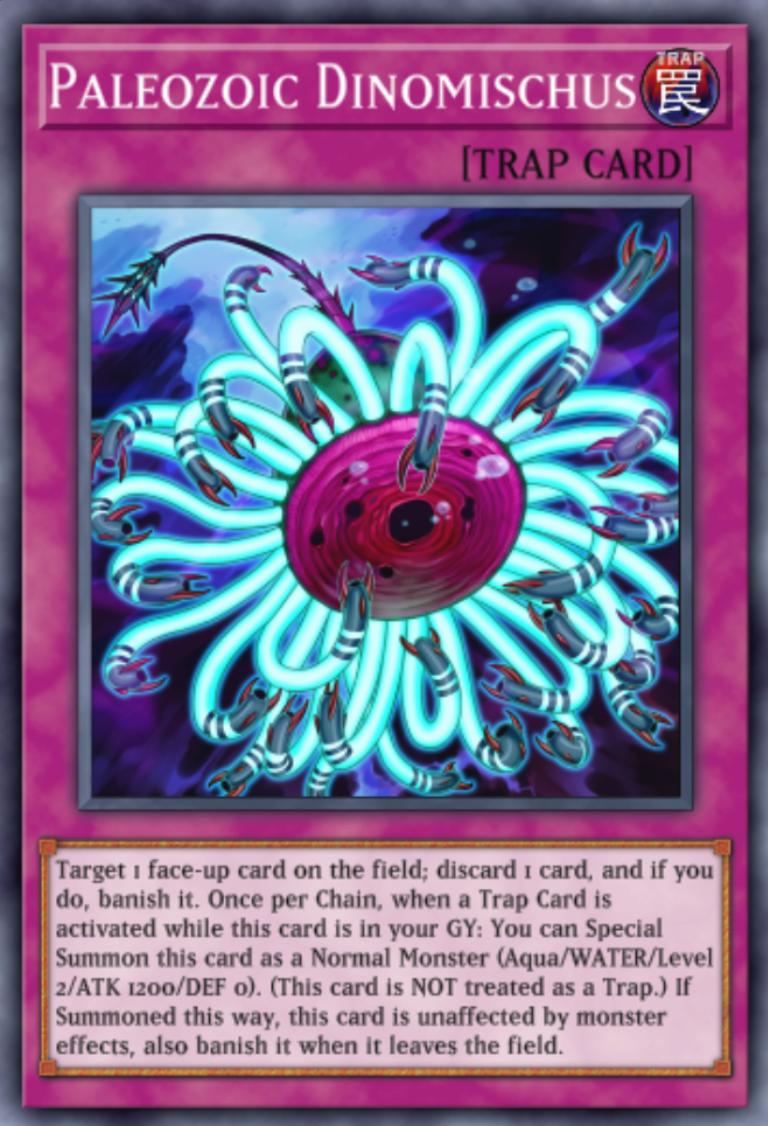 PALEOZOIC DINOMISCHUS
TRAP
罠
[TRAP CARD]
Target 1 face-up card on the field; discard 1 card, and if you
do, banish it. Once per Chain, when a Trap Card is
activated while this card is in your GY: You can Special
Summon this card as a Normal Monster (Aqua/WATER/Level
2/ATK 1200/DEF 0). (This card is NOT treated as a Trap.) If
Summoned this way, this card is unaffected by monster
effects, also banish it when it leaves the field.